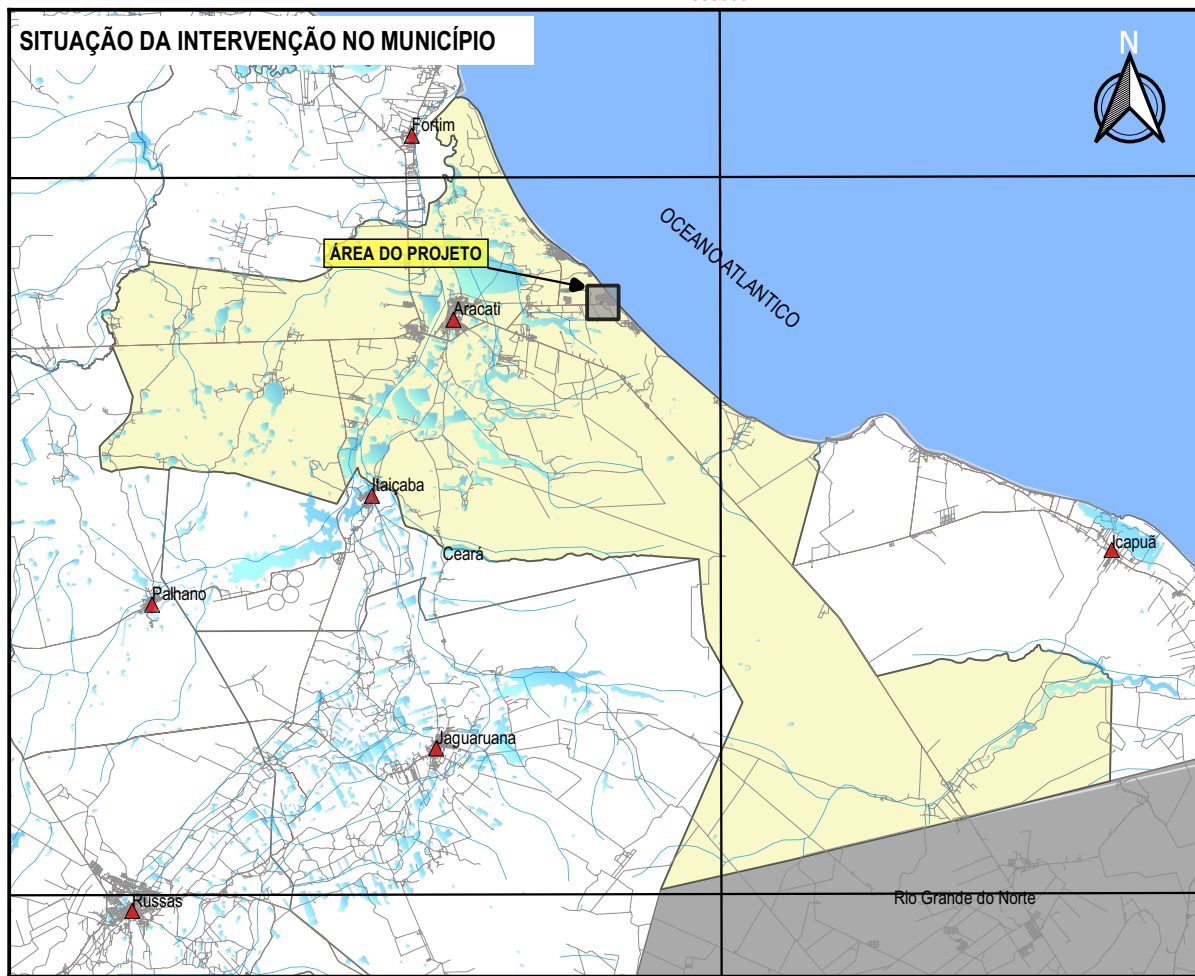 SITUAÇÃO DA INTERVENÇÃO NO MUNICÍPIO
N
Fortim
OCEANO ATLANTICO
ÁREA DO PROJETO
Aracati
Itaiçaba
Ceará
Icapuã
Palhano
Jaguaruana
Russas
Rio Grande do Norte